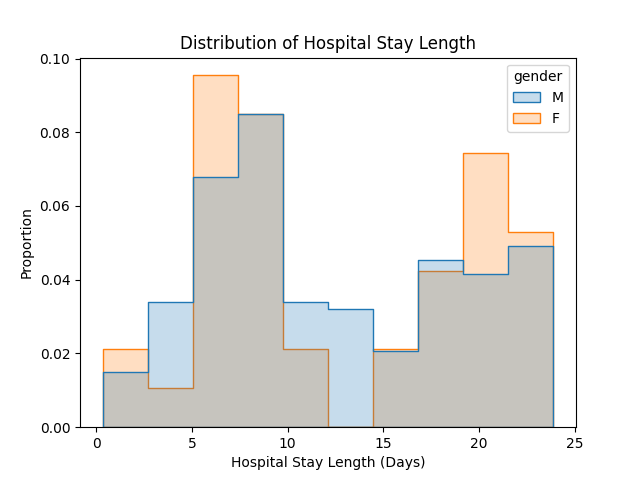 Distribution of Hospital Stay Length
gender
M
F
Proportion
0.10
0.08
0.06
0.04
0.02
0.00
0 5 10 15 20 25
Hospital Stay Length (Days)